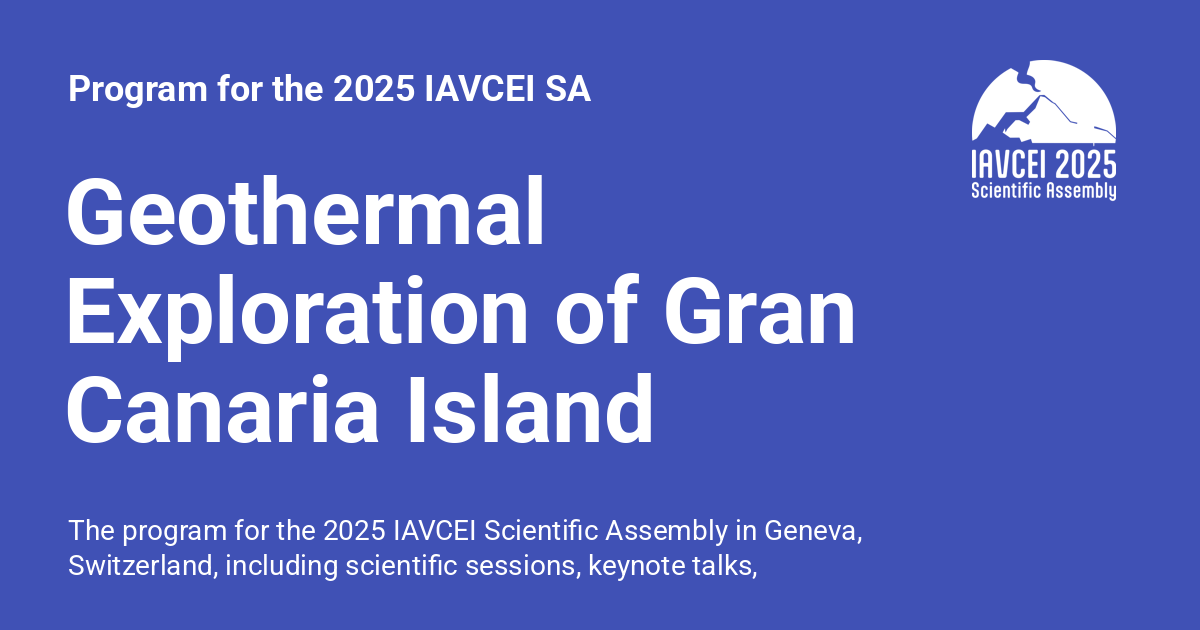 Program for the 2025 IAVCEI SA
IAVCEI 2025
Scientific Assembly
Geothermal
Exploration of Gran
Canaria Island
The program for the 2025 IAVCEI Scientific Assembly in Geneva,
Switzerland, including scientific sessions, keynote talks,